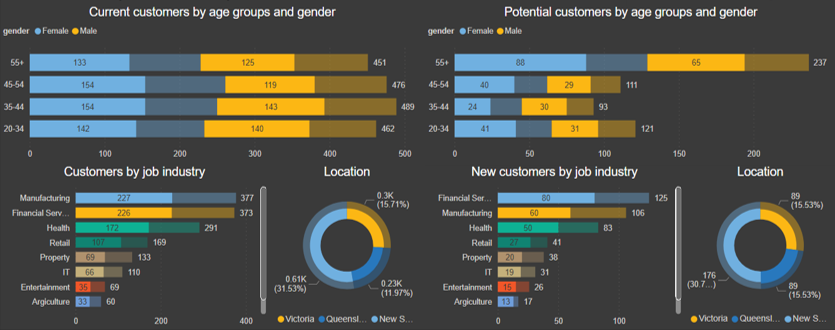 Current customers by age groups and gender
gender Female Male
55+ 133 125 451
45-54 154 119 476
35-44 154 143 489
20-34 142 140 462
0 100 200 300 400 500
Potential customers by age groups and gender
gender Female Male
55+ 88 65 237
45-54 40 29 111
35-44 24 30 93
20-34 41 31 121
0 50 100 150 200
Customers by job industry
Manufacturing 227 377
Financial Serv... 226 373
Health 172 291
Retail 107 169
Property 69 133
IT 66 110
Entertainment 35 69
Argiculture 33 60
0 200 400
Location
0.3K
(15.71%)
0.61K
(31.53%)
0.23K
(11.97%)
Victoria Queensl... New S...
New customers by job industry
Financial Ser... 80 125
Manufacturing 60 106
Health 50 83
Retail 27 41
Property 20 38
IT 19 31
Entertainment 15 26
Argiculture 13 17
0 100
Location
89
(15.53%)
176
(30.7...)
89
(15.53%)
Victoria Queensl... New S...